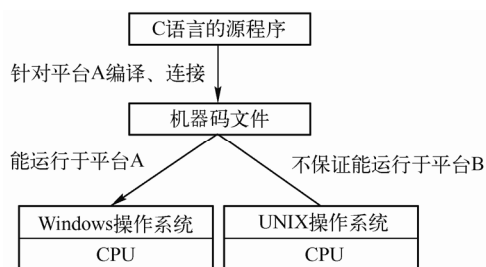 C语言的源程序
针对平台A编译、连接
机器码文件
能运行于平台A
不保证能运行于平台B
Windows操作系统
UNIX操作系统
CPU
CPU